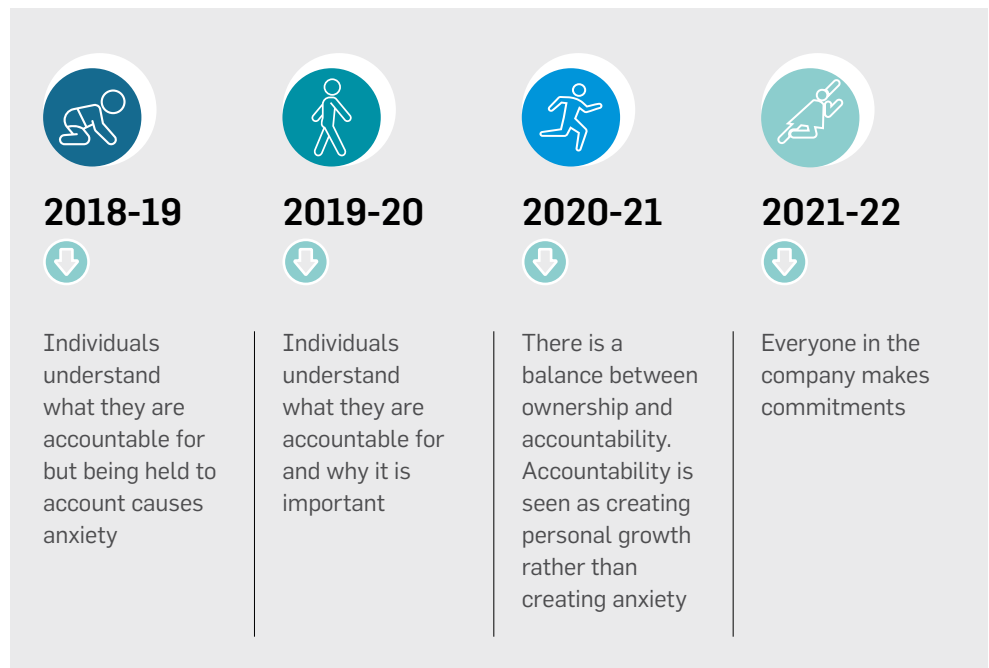 2018-19
Individuals
understand
what they are
accountable for
but being held to
account causes
anxiety
2019-20
Individuals
understand
what they are
accountable for
and why it is
important
2020-21
There is a
balance between
ownership and
accountability.
Accountability is
seen as creating
personal growth
rather than
creating anxiety
2021-22
Everyone in the
company makes
commitments